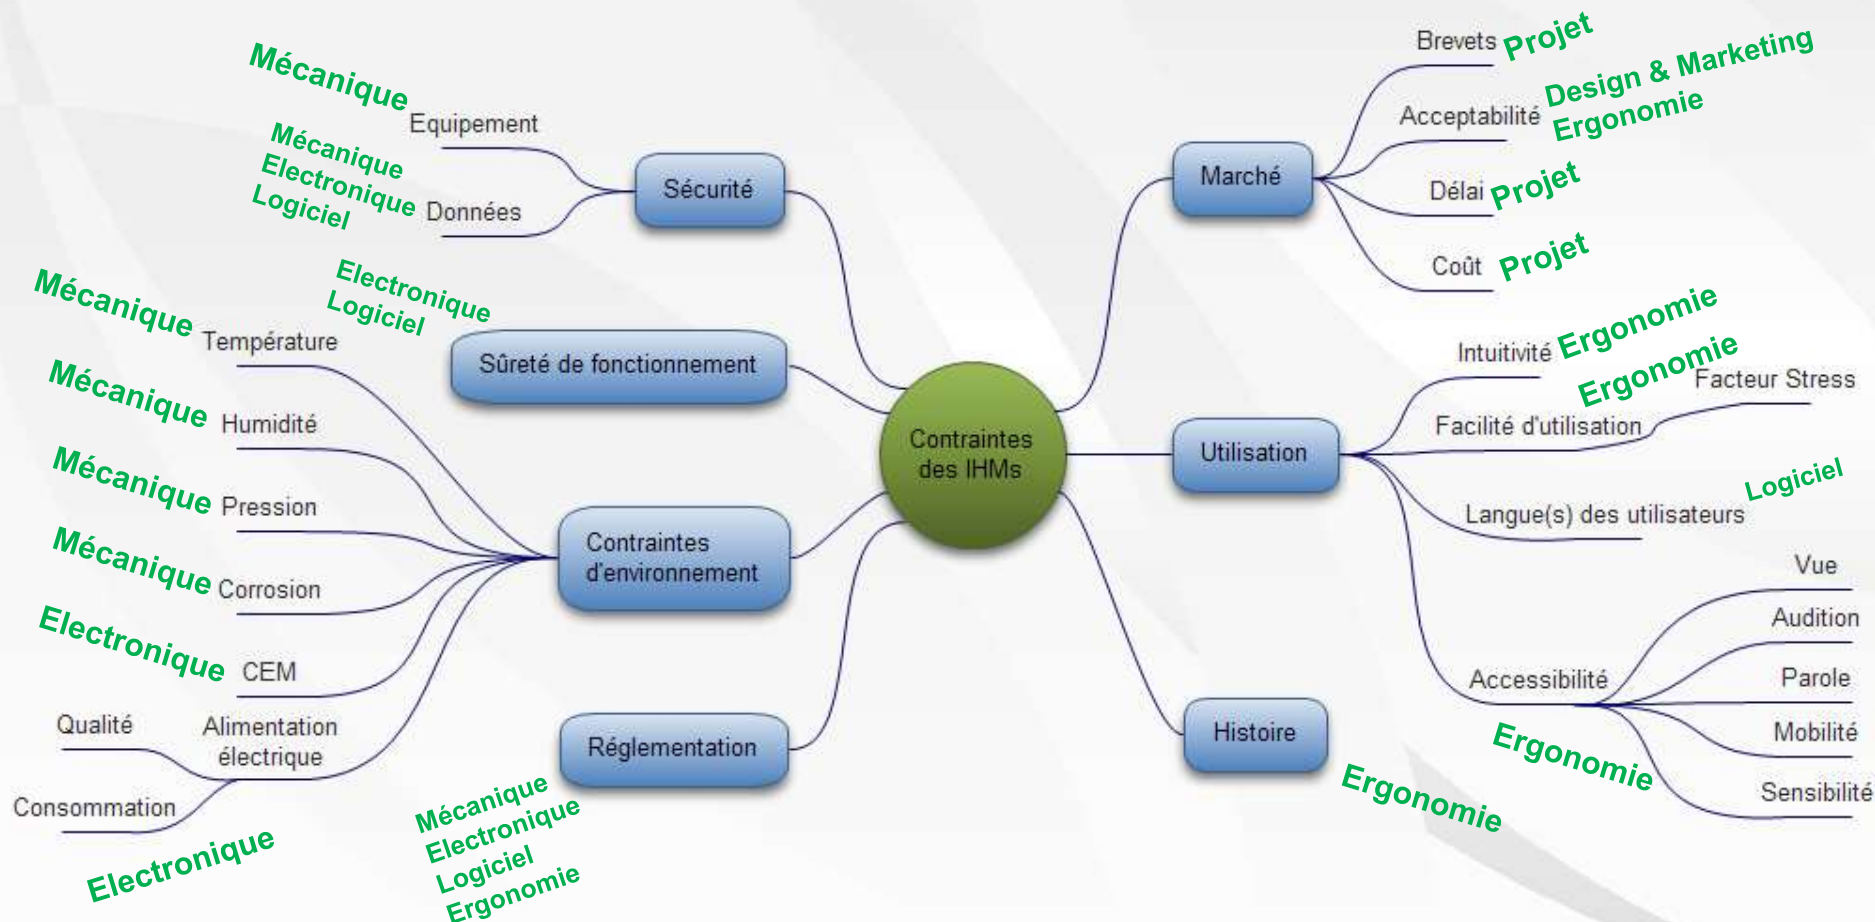 Contraintes
des IHMs
Sécurité
Mécanique
Equipement
Mécanique
Electronique
Logiciel
Données
Electronique
Logiciel
Sûreté de fonctionnement
Contraintes
d'environnement
Mécanique
Température
Mécanique
Humidité
Mécanique
Pression
Mécanique
Corrosion
Electronique
CEM
Alimentation
électrique
Qualité
Consommation
Electronique
Réglementation
Mécanique
Electronique
Logiciel
Ergonomie
Marché
Brevets
Projet
Acceptabilité
Design & Marketing
Ergonomie
Délai
Projet
Coût
Projet
Utilisation
Intuitivité
Ergonomie
Facilité d'utilisation
Ergonomie
Facteur Stress
Langue(s) des utilisateurs
Logiciel
Accessibilité
Ergonomie
Vue
Audition
Parole
Mobilité
Sensibilité
Histoire
Ergonomie